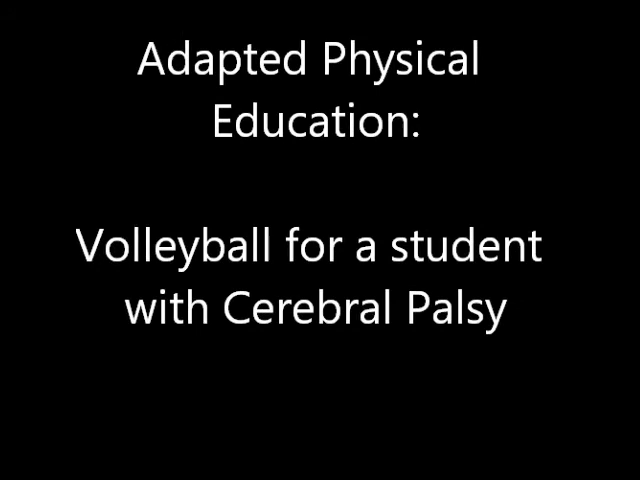 Adapted Physical
Education:
Volleyball for a student
with Cerebral Palsy